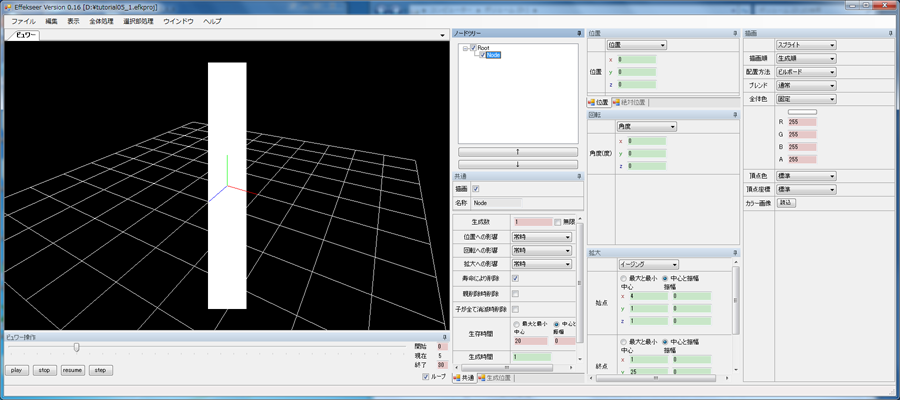 Effekseer Version 0.16 [D:¥tutorial05_1.efkproj]
ファイル 編集 表示 全体処理 選択部処理 ウインドウ ヘルプ
ビュワー
ビュワー操作
開始 0
現在 5
終了 30
play stop resume step
ループ
ノードツリー
Root
Node
↑
↓
共通
描画
名称 Node
生成数 1 無限
位置への影響 常時
回転への影響 常時
拡大への影響 常時
寿命により削除
親削除時削除
子が全て消滅時削除
生存時間 最大と最小 中心と
中心 振幅
20 0
生成時間 1
共通 生成位置
位置
位置
位置 x 0
y 0
z 0
位置 絶対位置
回転
角度
角度(度) x 0
y 0
z 0
拡大
イージング
始点 最大と最小 中心と振幅
中心 振幅
x 4 0
y 1 0
z 1 0
終点 最大と最小 中心と振幅
中心 振幅
x 1 0
y 25 0
描画
スプライト
描画順 生成順
配置方法 ビルボード
ブレンド 通常
全体色 固定
R 255
G 255
B 255
A 255
頂点色 標準
頂点座標 標準
カラー画像 読込